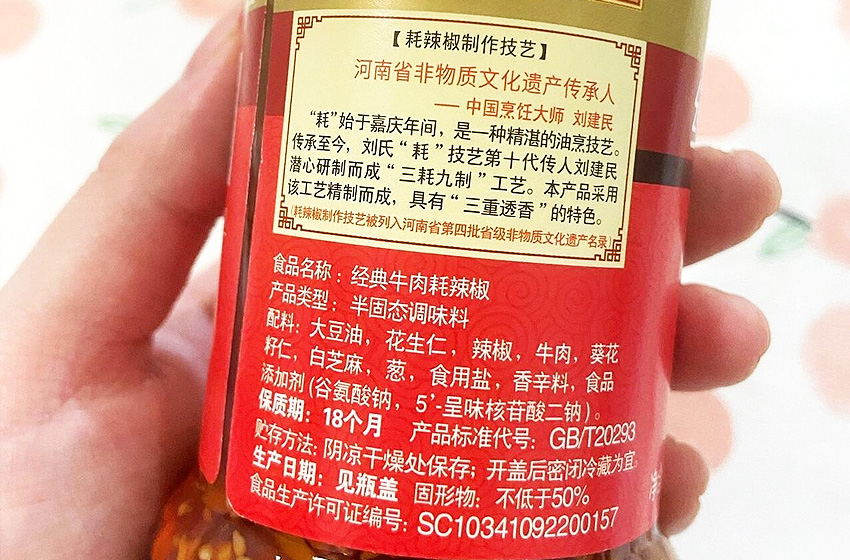 【耗辣椒制作技艺】
河南省非物质文化遗产传承人
—— 中国烹饪大师 刘建民
“耗”始于嘉庆年间，是一种精湛的油烹技艺。
传承至今，刘氏“耗”技艺第十代传人刘建民
潜心研制而成“三耗九制”工艺。本产品采用
该工艺精制而成，具有“三重透香”的特色。
(耗辣椒制作技艺被列入河南省第四批省级非物质文化遗产名录)
食品名称：经典牛肉耗辣椒
产品类型：半固态调味料
配料：大豆油，花生仁，辣椒，牛肉，葵花
籽仁，白芝麻，葱，食用盐，香辛料，食品
添加剂(谷氨酸钠，5'-呈味核苷酸二钠)。
保质期：18个月 产品标准代号：GB/T20293
贮存方法：阴凉干燥处保存；开盖后密闭冷藏为宜。
生产日期：见瓶盖 固形物：不低于50%
食品生产许可证编号：SC10341092200157